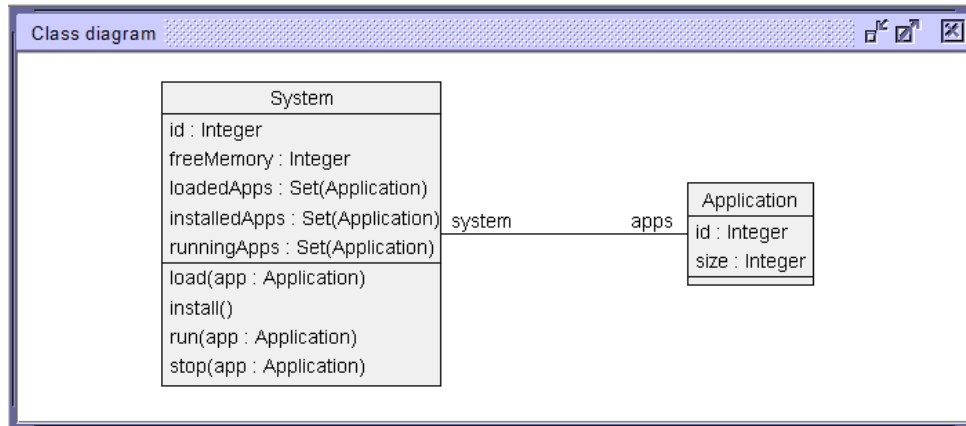 Class diagram
System
id : Integer
freeMemory : Integer
loadedApps : Set(Application)
installedApps : Set(Application)
runningApps : Set(Application)
load(app : Application)
install()
run(app : Application)
stop(app : Application)
system
apps
Application
id : Integer
size : Integer